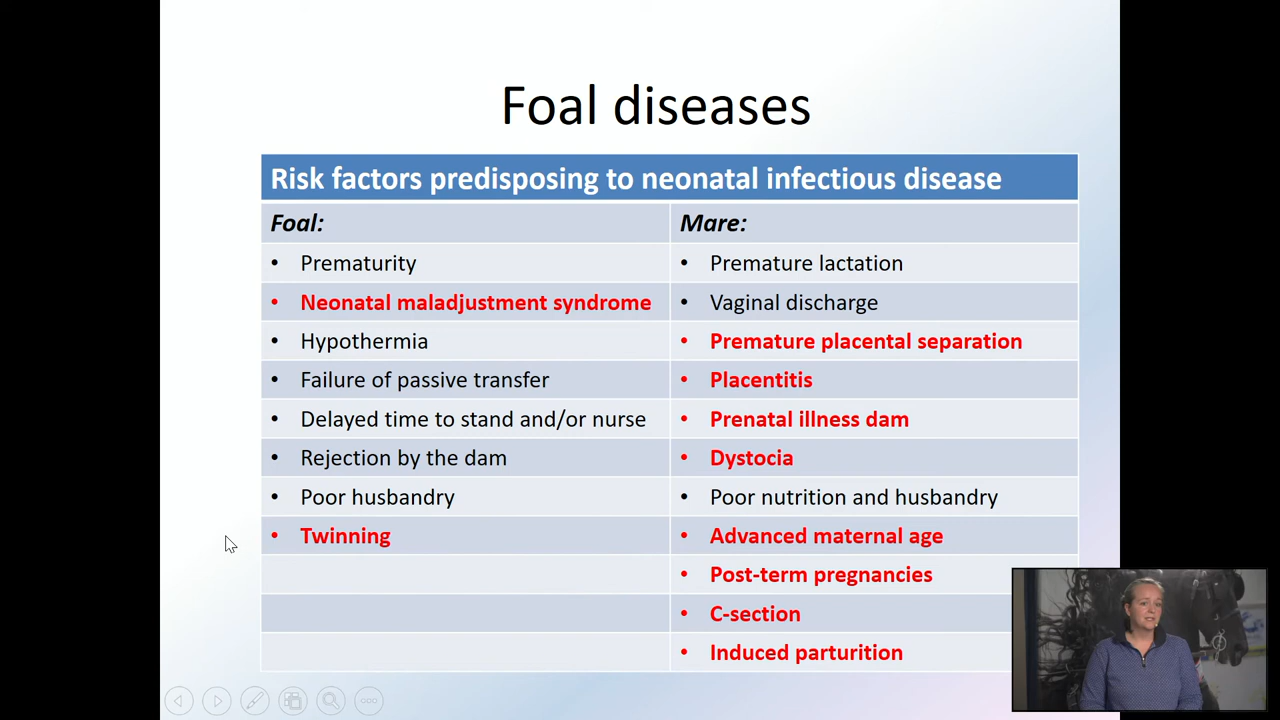 Foal diseases
Risk factors predisposing to neonatal infectious disease
Foal: Mare:
• Prematurity • Premature lactation
• Neonatal maladjustment syndrome • Vaginal discharge
• Hypothermia • Premature placental separation
• Failure of passive transfer • Placentitis
• Delayed time to stand and/or nurse • Prenatal illness dam
• Rejection by the dam • Dystocia
• Poor husbandry • Poor nutrition and husbandry
• Twinning • Advanced maternal age
• Post-term pregnancies
• C-section
• Induced parturition